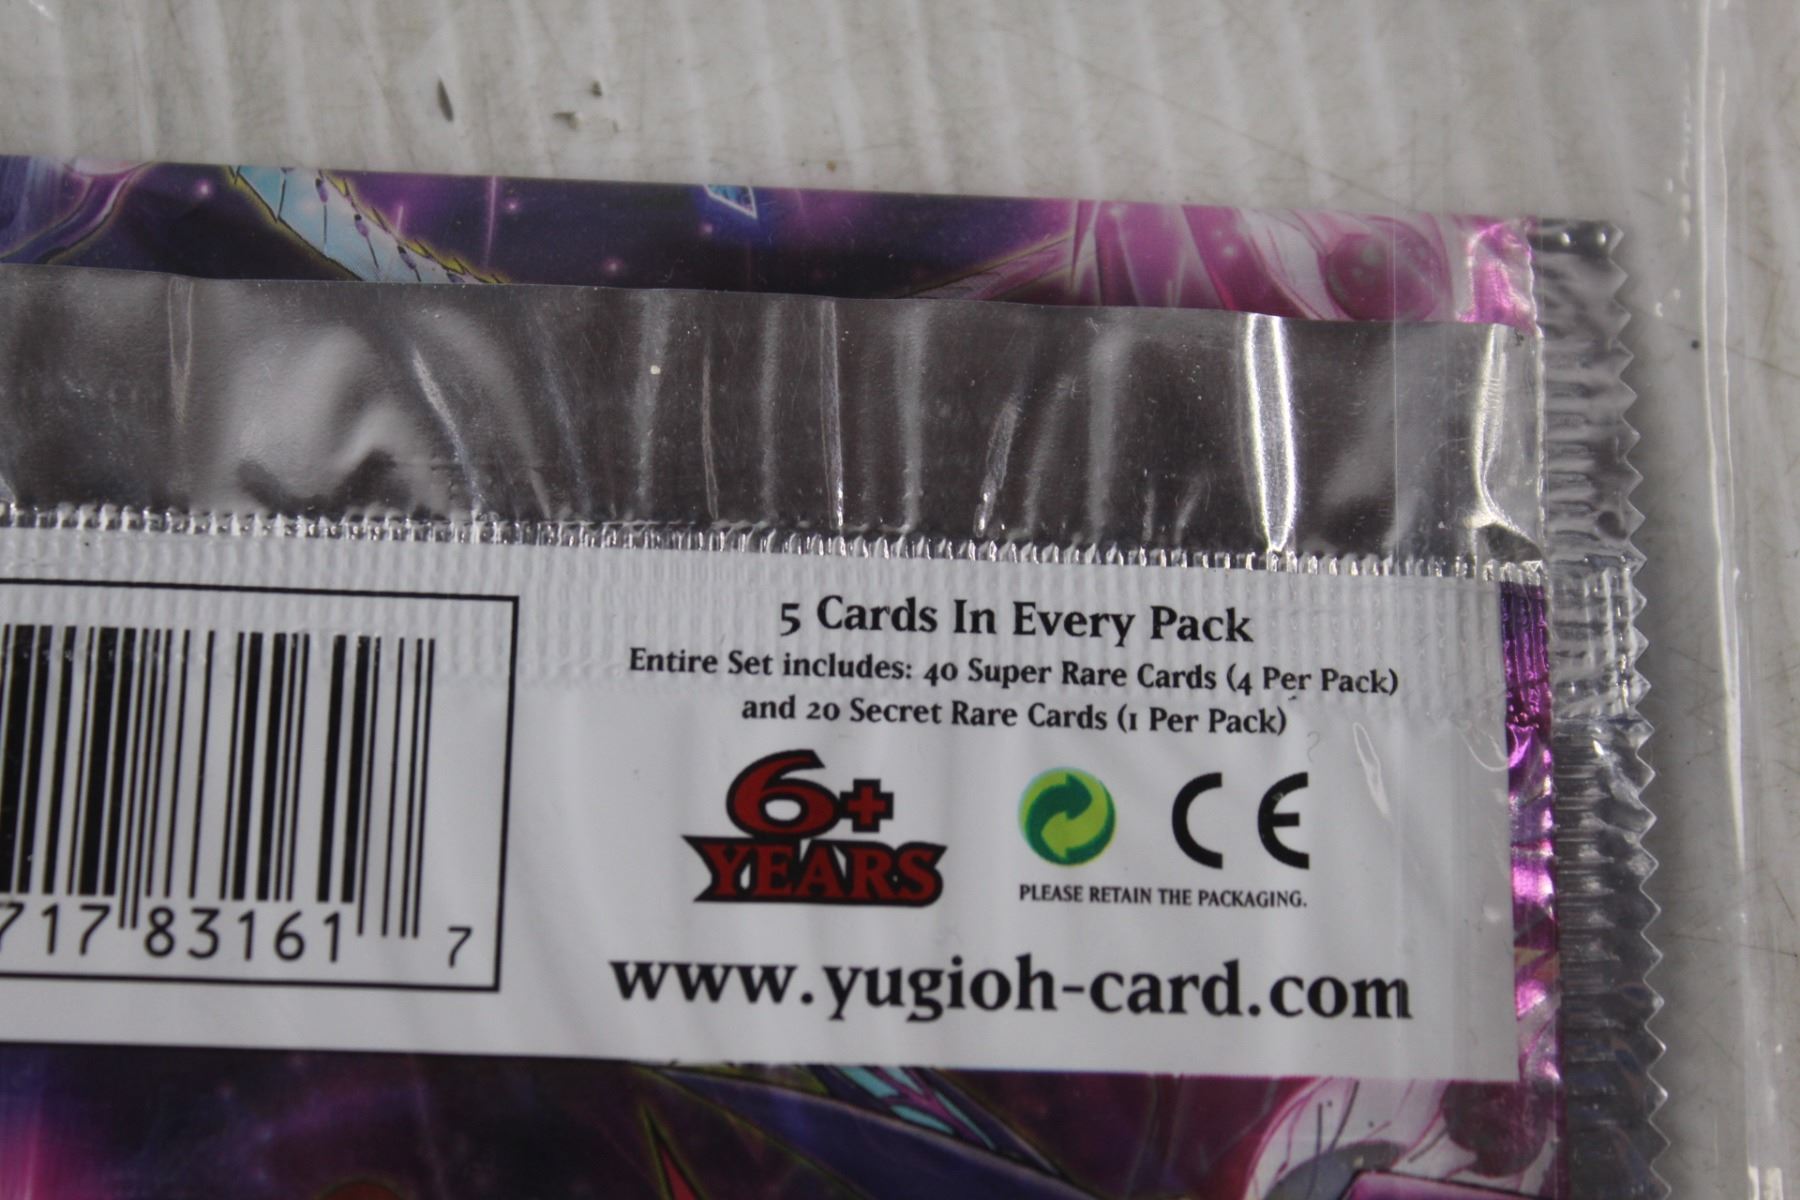 5 Cards In Every Pack
Entire Set includes: 40 Super Rare Cards (4 Per Pack)
and 20 Secret Rare Cards (1 Per Pack)
6+
YEARS
CE
PLEASE RETAIN THE PACKAGING.
717 83161 7
www.yugioh-card.com